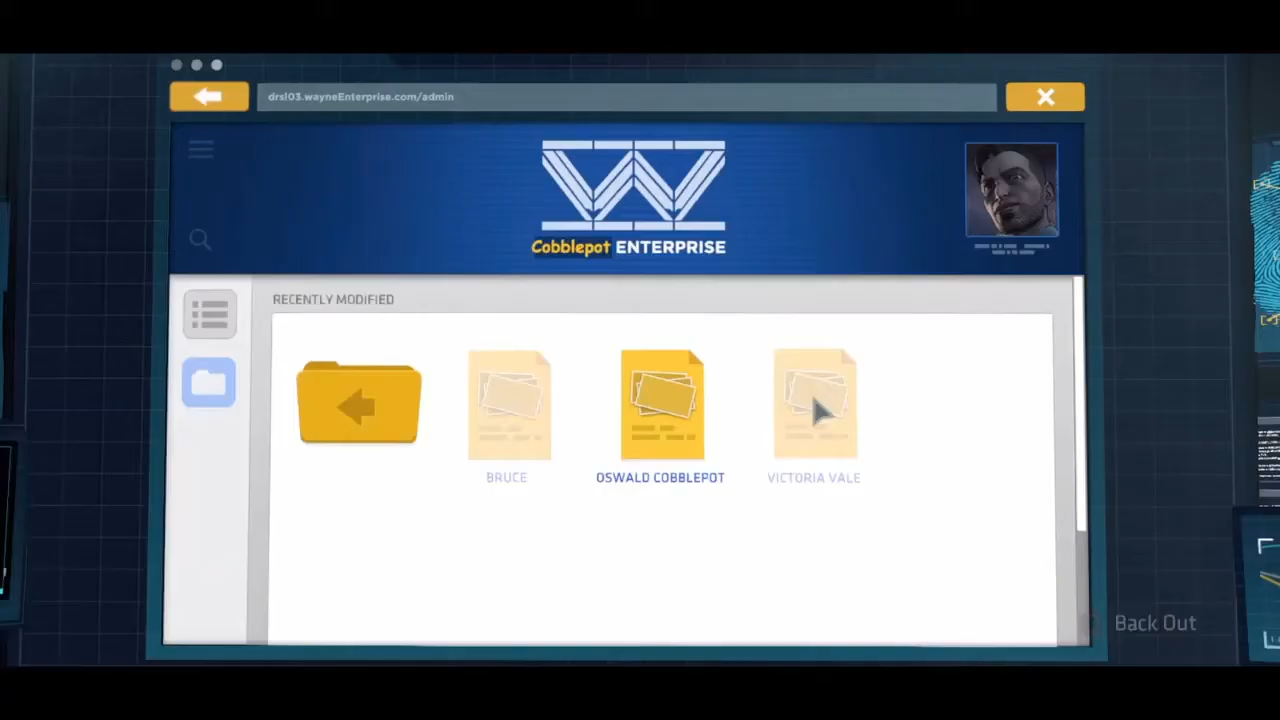 drsl03.wayneEnterprise.com/admin
Cobblepot ENTERPRISE
RECENTLY MODIFIED
BRUCE
OSWALD COBBLEPOT
VICTORIA VALE
Back Out